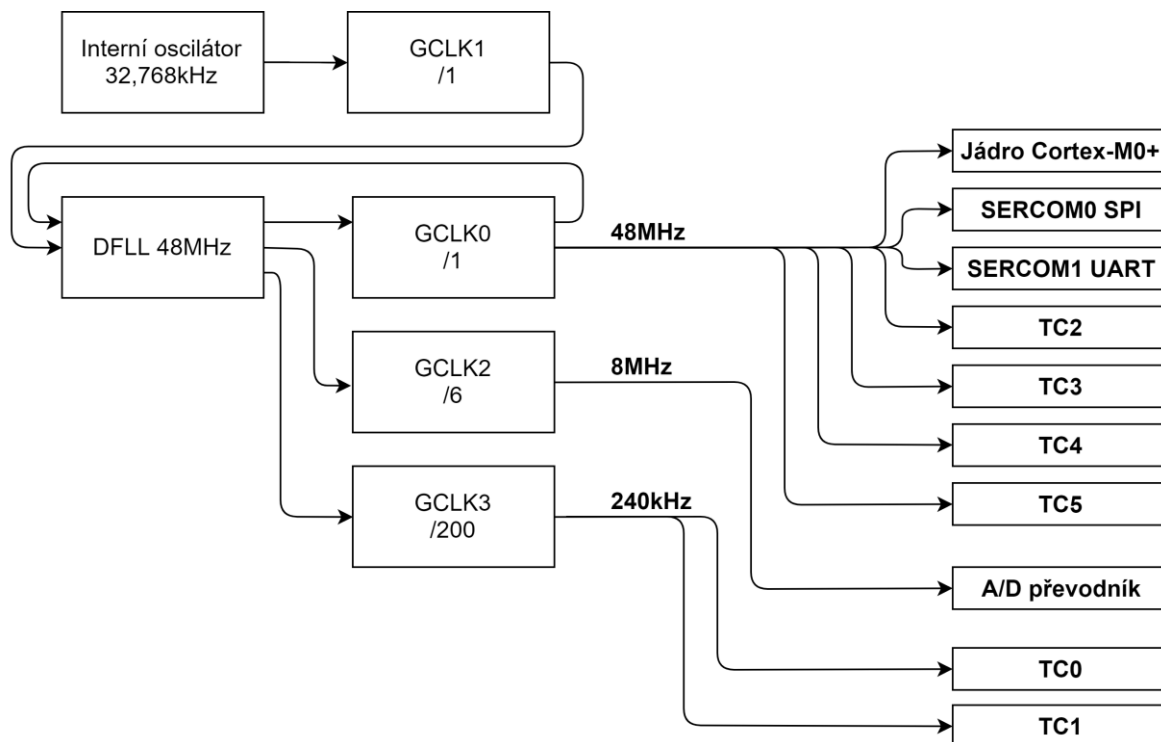 Interní oscilátor
32,768kHz
GCLK1
/1
DFLL 48MHz
GCLK0
/1
48MHz
GCLK2
/6
8MHz
GCLK3
/200
240kHz
Jádro Cortex-M0+
SERCOM0 SPI
SERCOM1 UART
TC2
TC3
TC4
TC5
A/D převodník
TC0
TC1